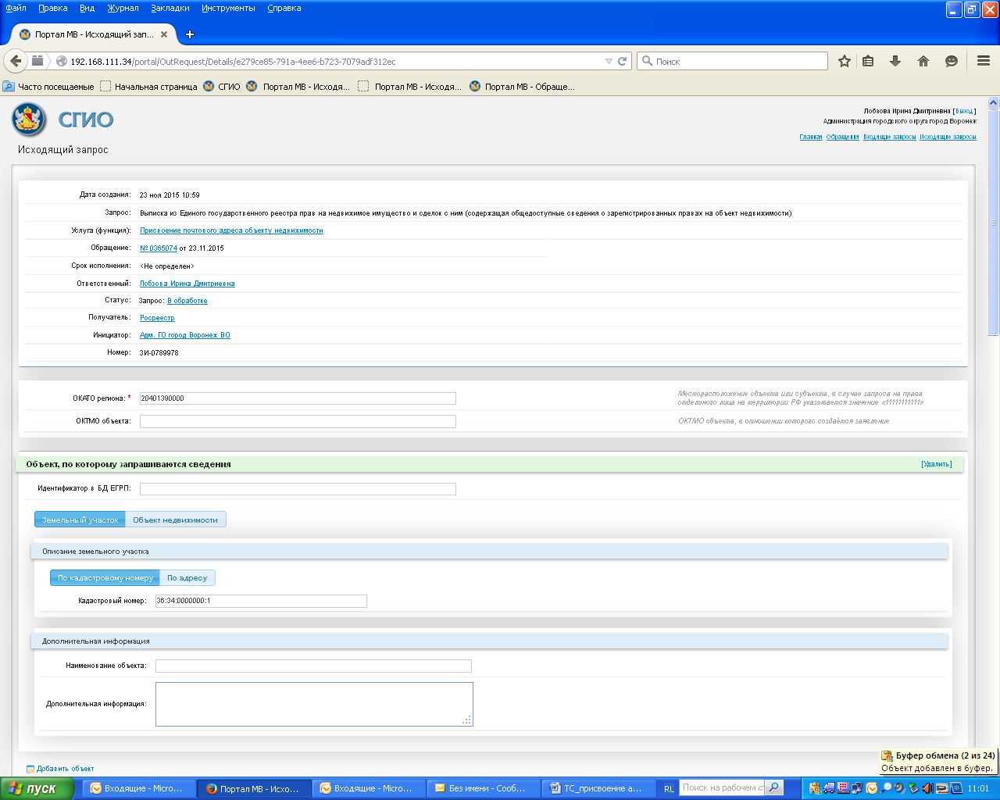 Файл Правка Вид Журнал Закладки Инструменты Справка
Портал МВ - Исходящий зап... × +
192.168.111.34/portal/OutRequest/Details/e279ce85-791a-4ee6-b723-7079adf312ec
Поиск
Часто посещаемые Начальная страница СГИО Портал МВ - Исходя... Портал МВ - Исходя... Портал МВ - Обраще...
СГИО
Лобзова Ирина Дмитриевна [Выход]
Администрация городского округа город Воронеж
Главная Обращения Входящие запросы Исходящие запросы
Исходящий запрос
Дата создания: 23 ноя 2015 10:59
Запрос: Выписка из Единого государственного реестра прав на недвижимое имущество и сделок с ним (содержащая общедоступные сведения о зарегистрированных правах на объект недвижимости)
Услуга (функция): Присвоение почтового адреса объекту недвижимости
Обращение: № 0365074 от 23.11.2015
Срок исполнения: <Не определен>
Ответственный: Лобзова Ирина Дмитриевна
Статус: Запрос: В обработке
Получатель: Росреестр
Инициатор: Адм. ГО город Воронеж ВО
Номер: ЗИ-0789978
ОКАТО региона: * 20401390000
Месторасположение объекта или субъекта, в случае запроса на права
отдельного лица на территории РФ указывается значение «11111111111»
ОКТМО объекта:
ОКТМО объекта, в отношении которого создаётся заявление
Объект, по которому запрашиваются сведения [Удалить]
Идентификатор в БД ЕГРП:
Земельный участок Объект недвижимости
Описание земельного участка
По кадастровому номеру По адресу
Кадастровый номер: 36:34:0000000:1
Дополнительная информация
Наименование объекта:
Дополнительная информация:
Добавить объект
Буфер обмена (2 из 24)
Объект добавлен в буфер.
пуск Входящие - Micro... Портал МВ - Исхо... Входящие - Micro... Без имени - Сооб... ТС_присвоение а... RL Поиск на рабочем с 11:01